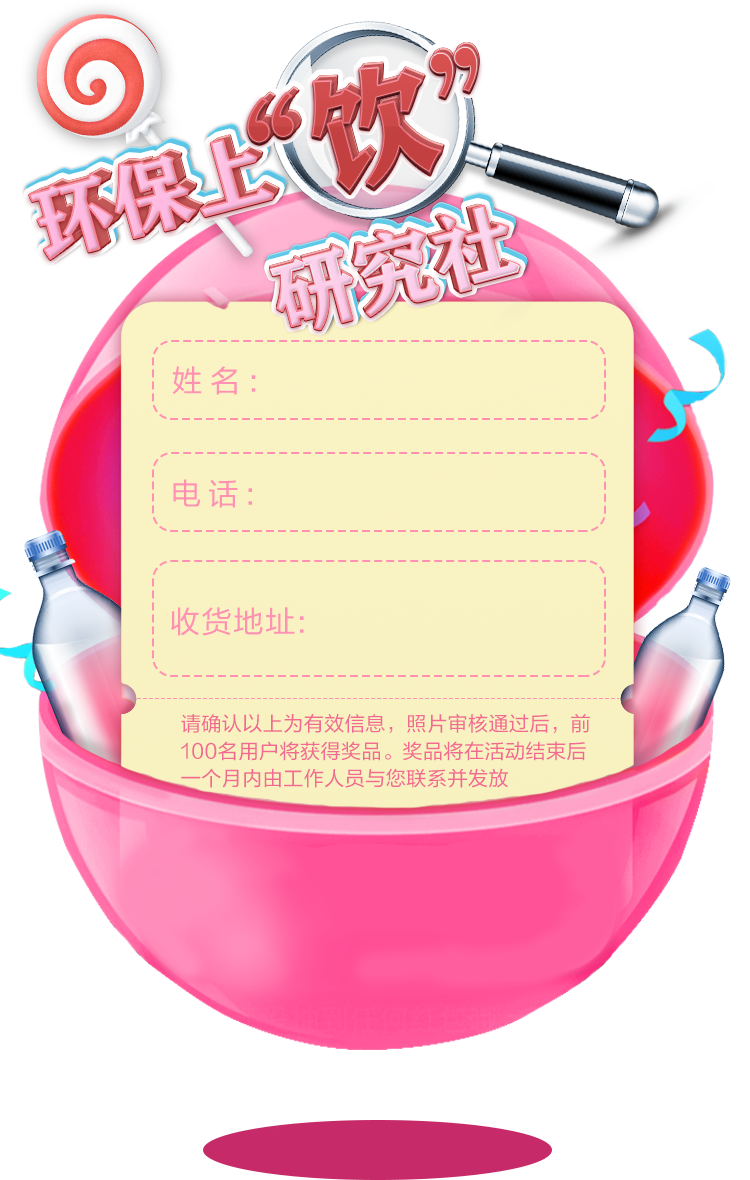 环保上“饮”
研究社
姓名：
电话：
收货地址:
请确认以上为有效信息，照片审核通过后，前
100名用户将获得奖品。奖品将在活动结束后
一个月内由工作人员与您联系并发放